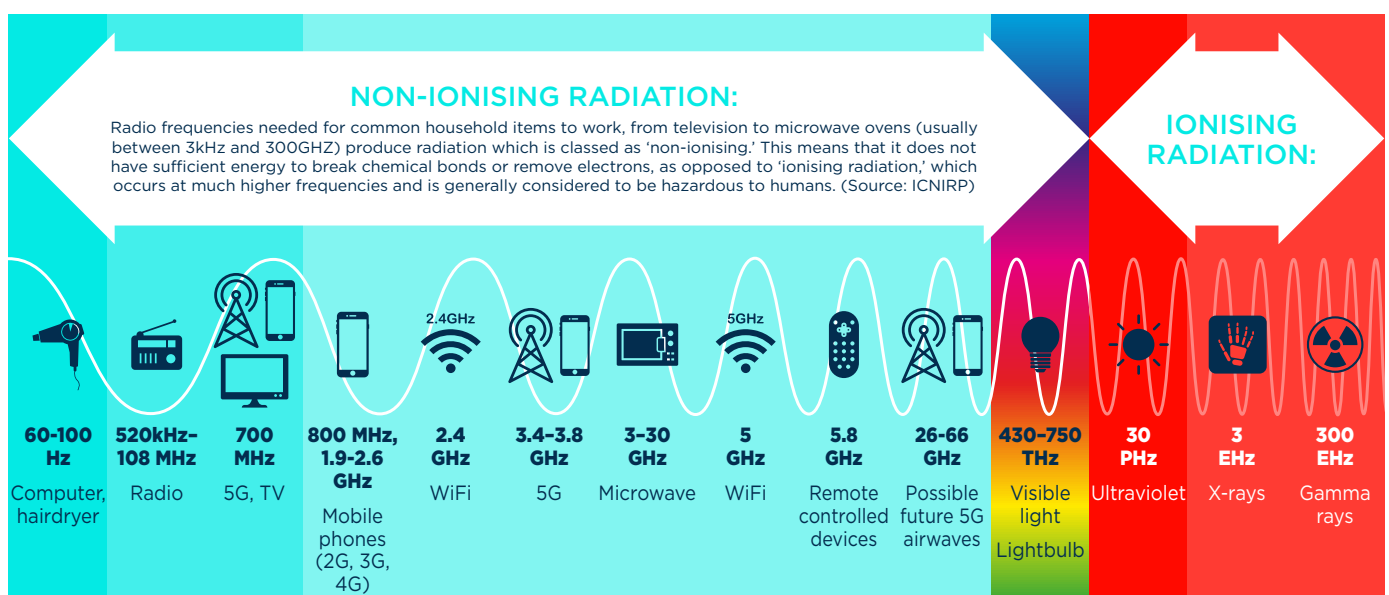 NON-IONISING RADIATION:
Radio frequencies needed for common household items to work, from television to microwave ovens (usually
between 3kHz and 300GHZ) produce radiation which is classed as ‘non-ionising.’ This means that it does not
have sufficient energy to break chemical bonds or remove electrons, as opposed to ‘ionising radiation,’ which
occurs at much higher frequencies and is generally considered to be hazardous to humans. (Source: ICNIRP)
IONISING
RADIATION:
2.4GHz
5GHz
60-100
Hz
Computer,
hairdryer
520kHz–
108 MHz
Radio
700
MHz
5G, TV
800 MHz,
1.9-2.6
GHz
Mobile
phones
(2G, 3G,
4G)
2.4
GHz
WiFi
3.4–3.8
GHz
5G
3–30
GHz
Microwave
5
GHz
WiFi
5.8
GHz
Remote
controlled
devices
26-66
GHz
Possible
future 5G
airwaves
430–750
THz
Visible
light
Lightbulb
30
PHz
Ultraviolet
3
EHz
X-rays
300
EHz
Gamma
rays